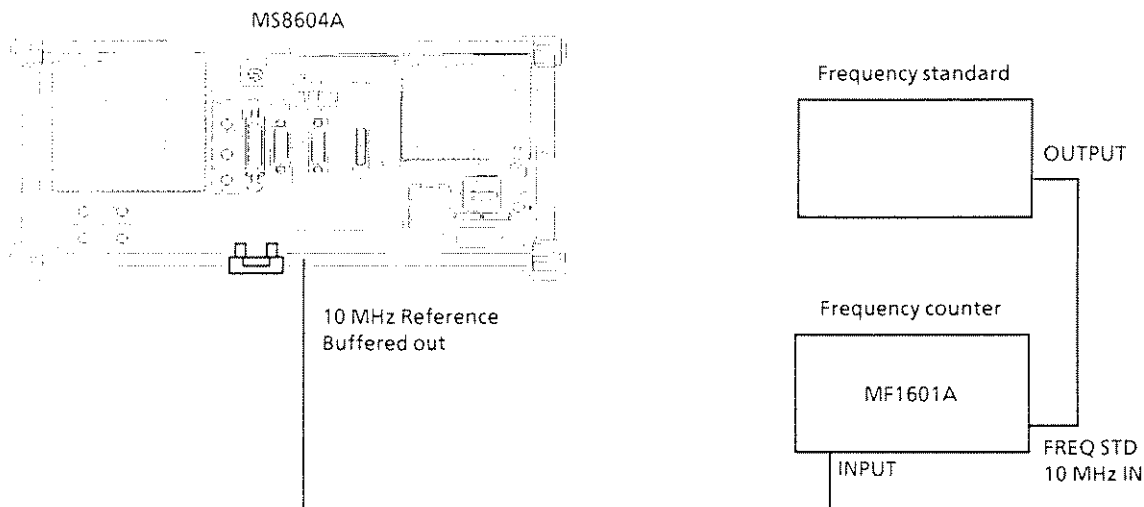 MS8604A
Frequency standard
OUTPUT
10 MHz Reference
Buffered out
Frequency counter
MF1601A
INPUT
FREQ STD
10 MHz IN